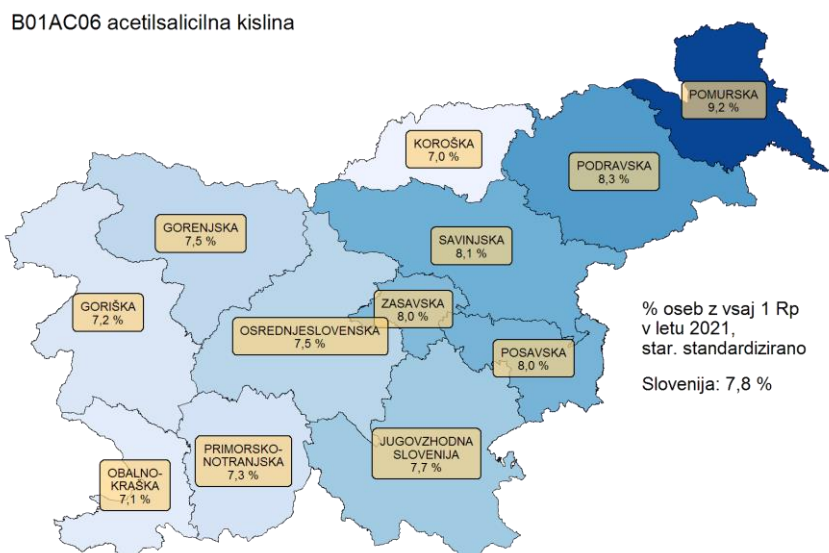 B01AC06 acetilsalicilna kislina
POMURSKA
9,2 %
KOROŠKA
7,0 %
PODRAVSKA
8,3 %
GORENJSKA
7,5 %
SAVINJSKA
8,1 %
GORIŠKA
7,2 %
ZASAVSKA
8,0 %
OSREDNJESLOVENSKA
7,5 %
POSAVSKA
8,0 %
% oseb z vsaj 1 Rp
v letu 2021,
star. standardizirano
Slovenija: 7,8 %
JUGOVZHODNA
SLOVENIJA
7,7 %
PRIMORSKO-
NOTRANJSKA
7,3 %
OBALNO-
KRAŠKA
7,1 %